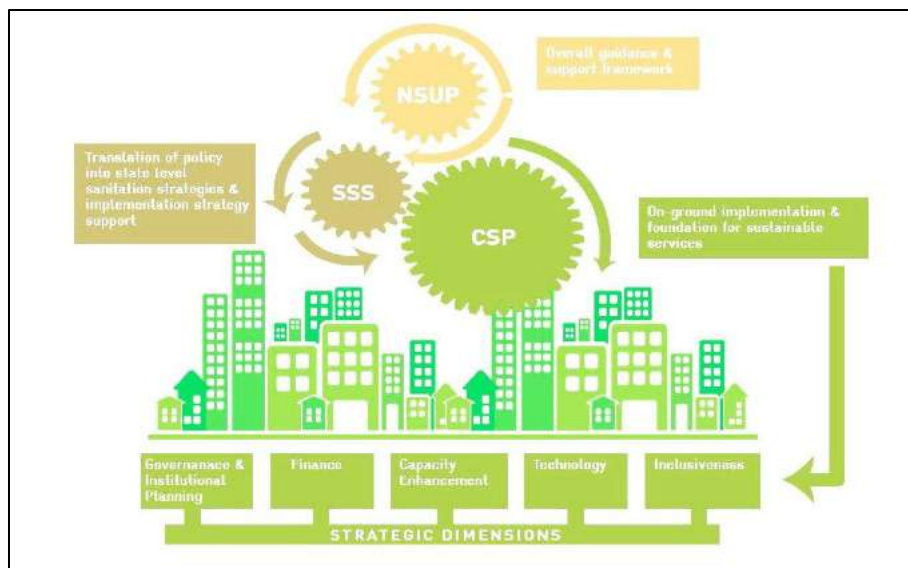 NSUP
Overall guidance &
support framework
Translation of policy
into state level
sanitation strategies &
implementation strategy
support
SSS
CSP
On-ground implementation &
foundation for sustainable
services
Governanace &
Institutional
Planning
Finance
Capacity
Enhancement
Technology
Inclusiveness
STRATEGIC DIMENSIONS